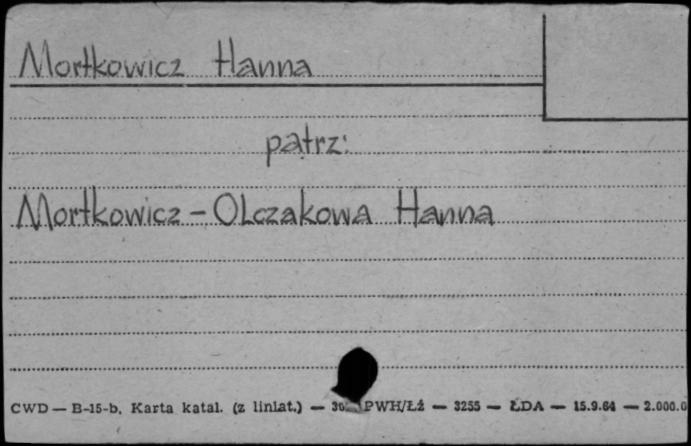 Mortkowicz Hanna
patrz:
Mortkowicz-Olczakowa Hanna
CWD — B-15-b, Karta katal. (z liniat.) — PWH/Łź — 3255 — ŁDA — 15.9.64 — 2.000.0